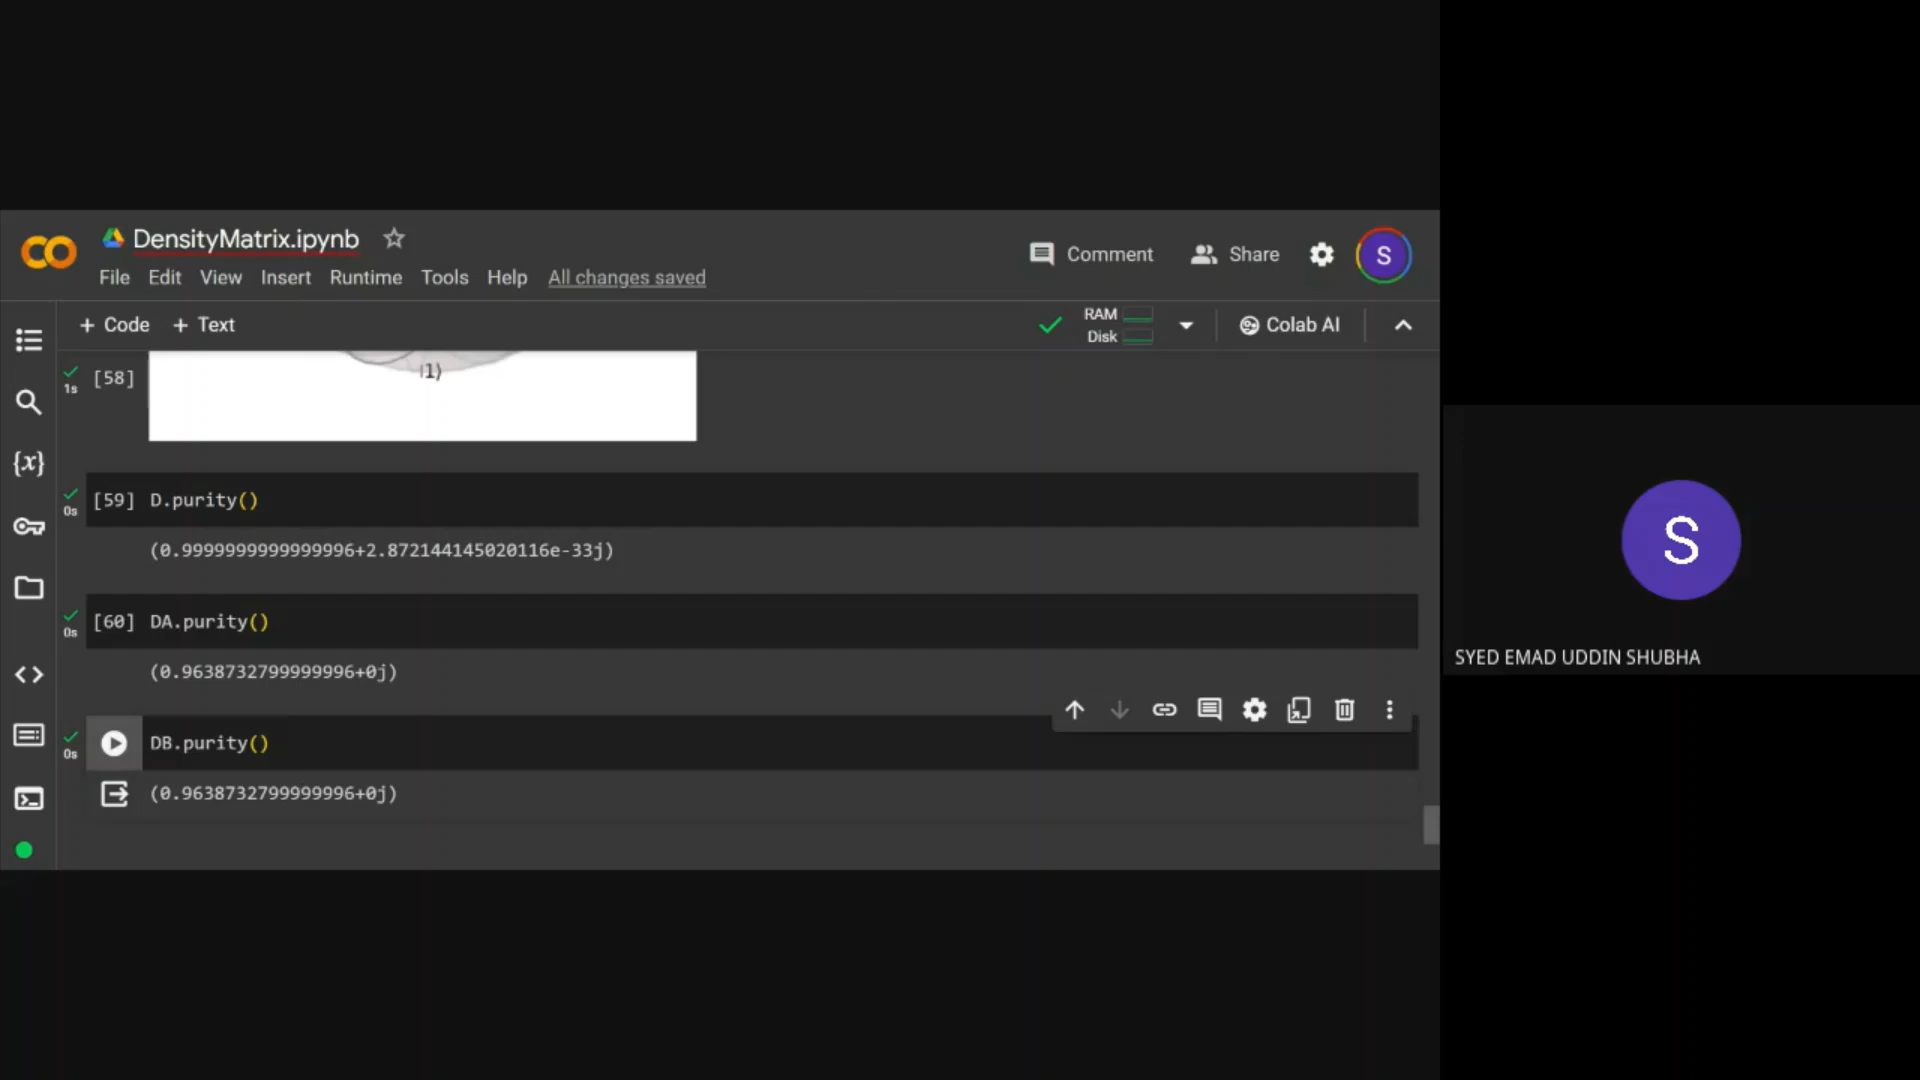 DensityMatrix.ipynb
Comment
Share
S
File Edit View Insert Runtime Tools Help All changes saved
+ Code + Text
RAM
Disk
Colab AI
|1⟩
1s
[58]
{x}
[59] D.purity()
0s
(0.9999999999999996+2.872144145020116e-33j)
[60] DA.purity()
0s
(0.9638732799999996+0j)
DB.purity()
0s
(0.9638732799999996+0j)
S
SYED EMAD UDDIN SHUBHA